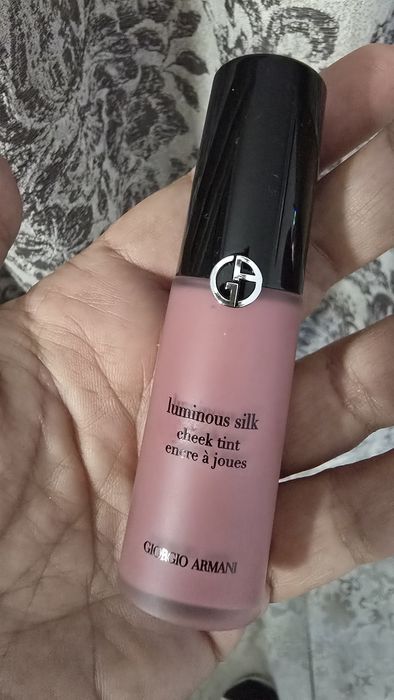 luminous silk
cheek tint
encre à joues
GIORGIO ARMANI